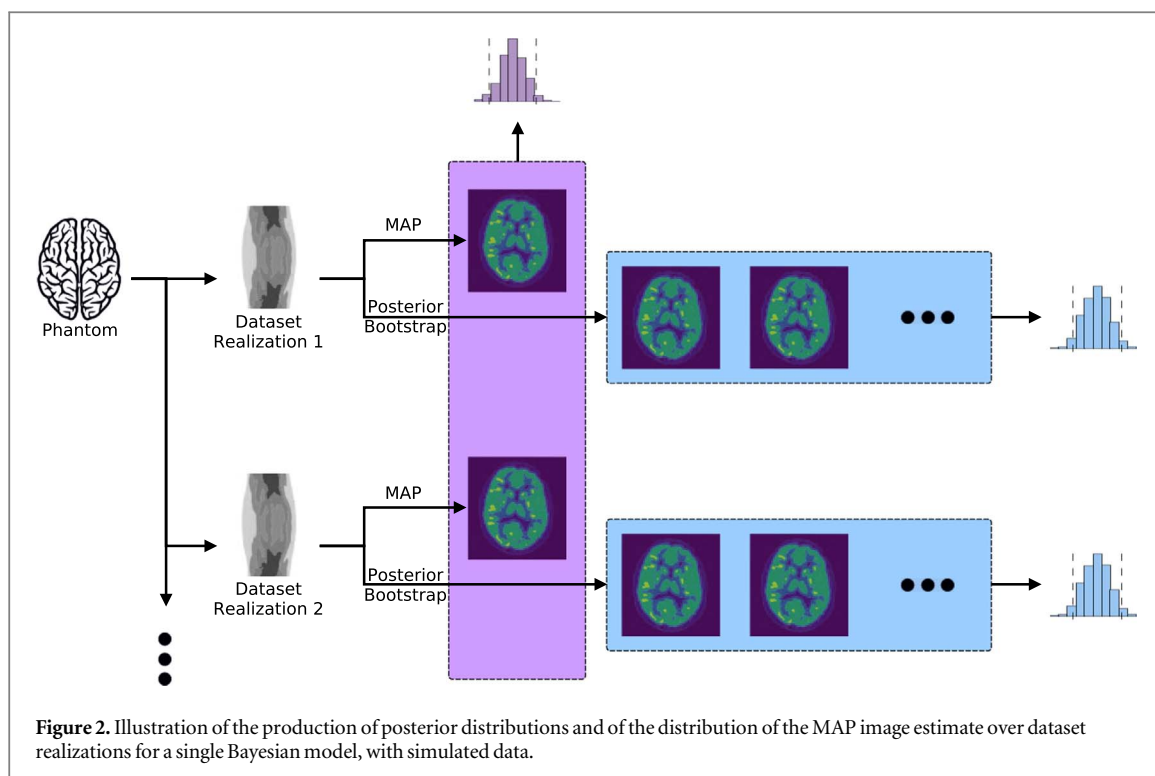 MAP
Posterior
Bootstrap
Phantom
Dataset
Realization 1
MAP
Posterior
Bootstrap
Dataset
Realization 2
Figure 2. Illustration of the production of posterior distributions and of the distribution of the MAP image estimate over dataset
realizations for a single Bayesian model, with simulated data.